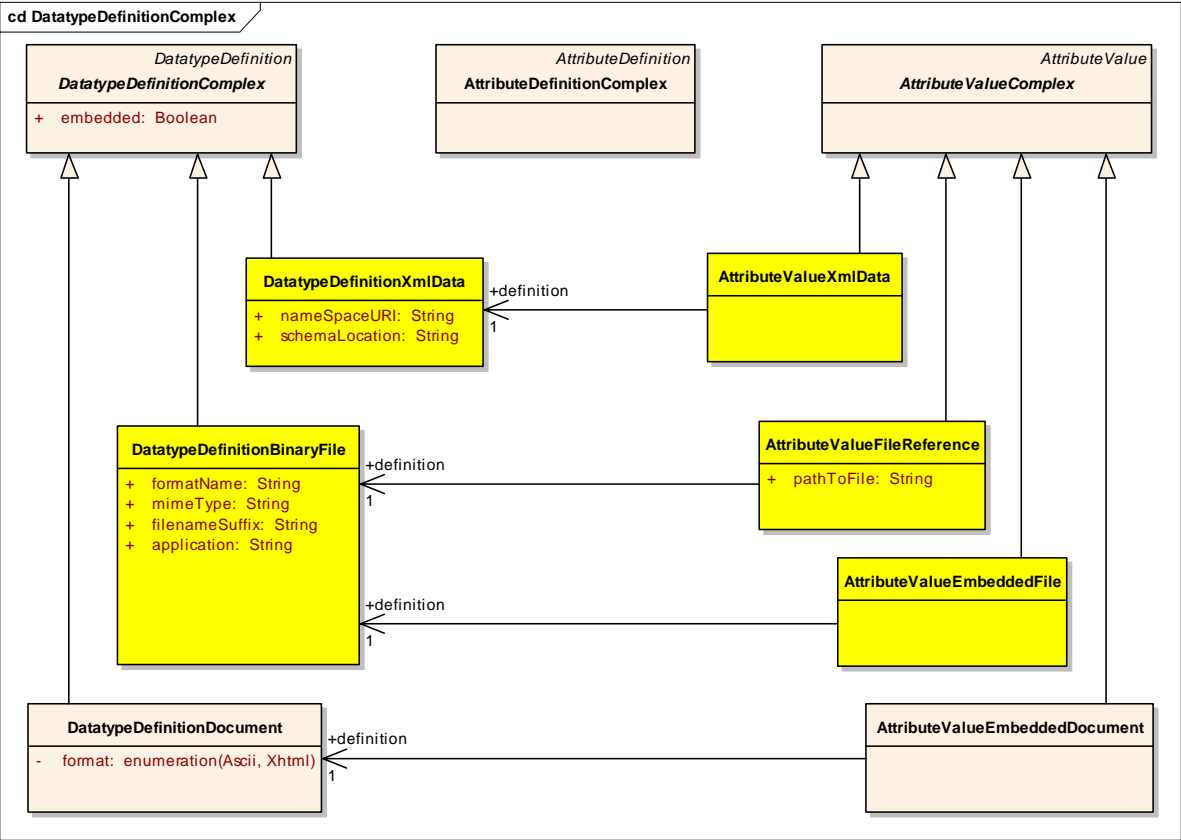 cd DatatypeDefinitionComplex
DatatypeDefinition
DatatypeDefinitionComplex
+ embedded: Boolean
AttributeDefinition
AttributeDefinitionComplex
AttributeValue
AttributeValueComplex
DatatypeDefinitionXmlData
+ nameSpaceURI: String
+ schemaLocation: String
+definition
1
AttributeValueXmlData
DatatypeDefinitionBinaryFile
+ formatName: String
+ mimeType: String
+ filenameSuffix: String
+ application: String
+definition
1
AttributeValueFileReference
+ pathToFile: String
+definition
1
AttributeValueEmbeddedFile
DatatypeDefinitionDocument
- format: enumeration(Ascii, Xhtml)
+definition
1
AttributeValueEmbeddedDocument